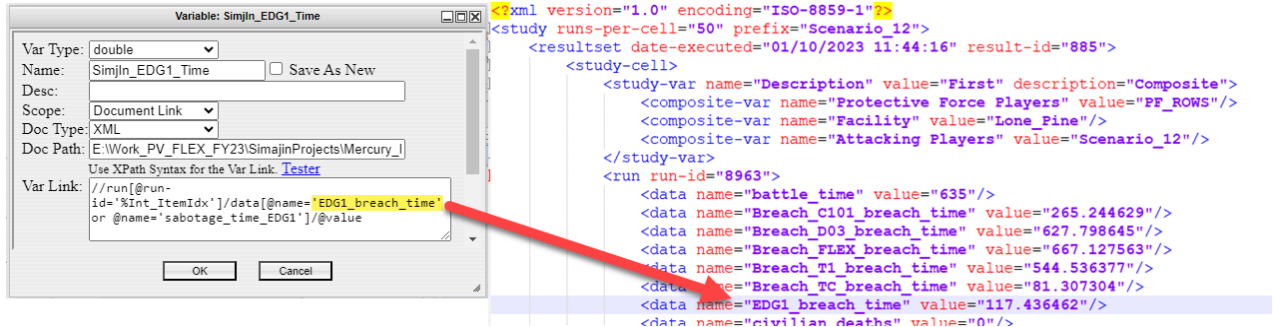 Variable: SimjIn_EDG1_Time
Var Type: double
Name: SimjIn_EDG1_Time Save As New
Desc:
Scope: Document Link
Doc Type: XML
Doc Path: E:\Work_PV_FLEX_FY23\SimajinProjects\Mercury_I
Use XPath Syntax for the Var Link. Tester
Var Link: //run[@run-
id='%Int_ItemIdx']/data[@name='EDG1_breach_time'
or @name='sabotage_time_EDG1']/@value
OK Cancel
<?xml version="1.0" encoding="ISO-8859-1"?>
<study runs-per-cell="50" prefix="Scenario_12">
<resultset date-executed="01/10/2023 11:44:16" result-id="885">
<study-cell>
<study-var name="Description" value="First" description="Composite">
<composite-var name="Protective Force Players" value="PF_ROWS"/>
<composite-var name="Facility" value="Lone_Pine"/>
<composite-var name="Attacking Players" value="Scenario_12"/>
</study-var>
<run run-id="8963">
<data name="battle_time" value="635"/>
<data name="Breach_C101_breach_time" value="265.244629"/>
<data name="Breach_D03_breach_time" value="627.798645"/>
<data name="Breach_FLEX_breach_time" value="667.127563"/>
<data name="Breach_T1_breach_time" value="544.536377"/>
<data name="Breach_TC_breach_time" value="81.307304"/>
<data name="EDG1_breach_time" value="117.436462"/>
<data name="civilian_deaths" value="0"/>